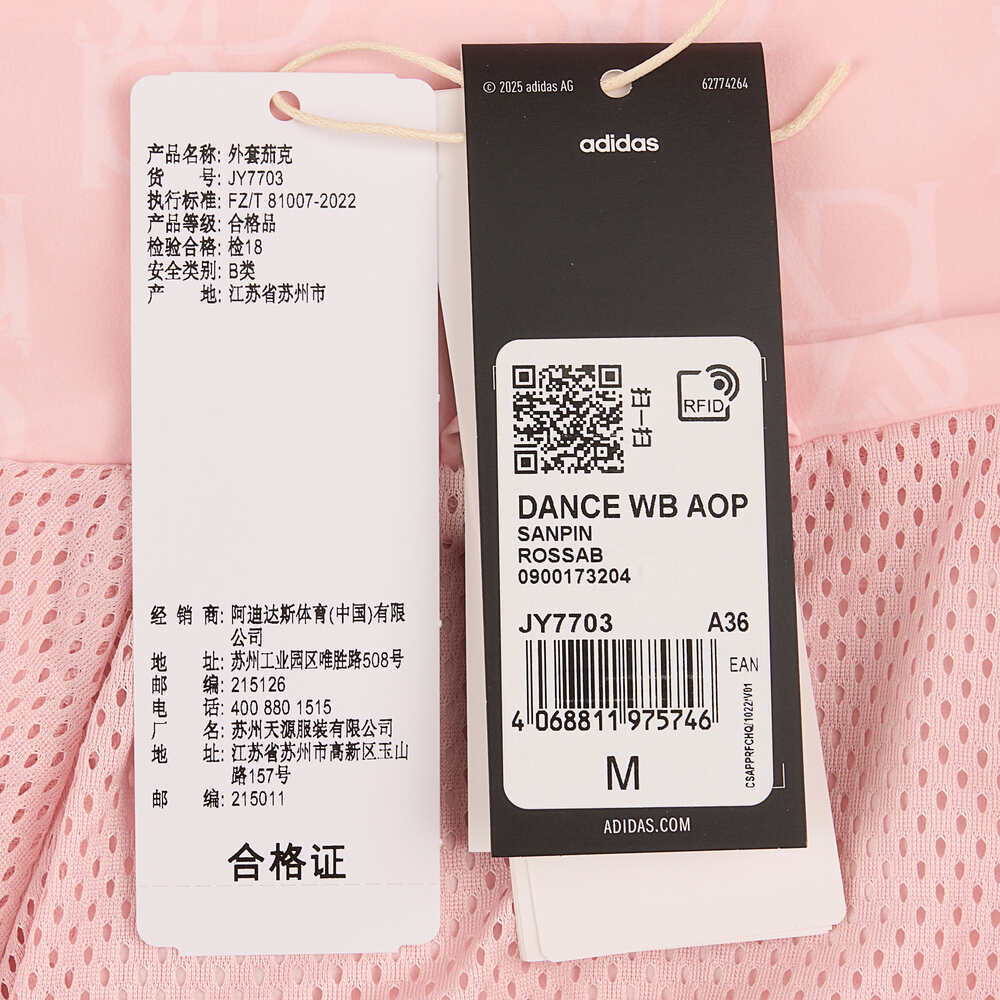 产品名称: 外套茄克
货 号: JY7703
执行标准: FZ/T 81007-2022
产品等级: 合格品
检验合格: 检18
安全类别: B类
产 地: 江苏省苏州市
经 销 商: 阿迪达斯体育(中国)有限
公司
地 址: 苏州工业园区唯胜路508号
邮 编: 215126
电 话: 400 880 1515
厂 名: 苏州天源服装有限公司
地 址: 江苏省苏州市高新区玉山
路157号
邮 编: 215011
合格证
© 2025 adidas AG
62774264
adidas
扫一扫
RFID
DANCE WB AOP
SANPIN
ROSSAB
0900173204
JY7703 A36
EAN
4 068811 975746
CSAPPRFCHQ/1022/V01
M
ADIDAS.COM